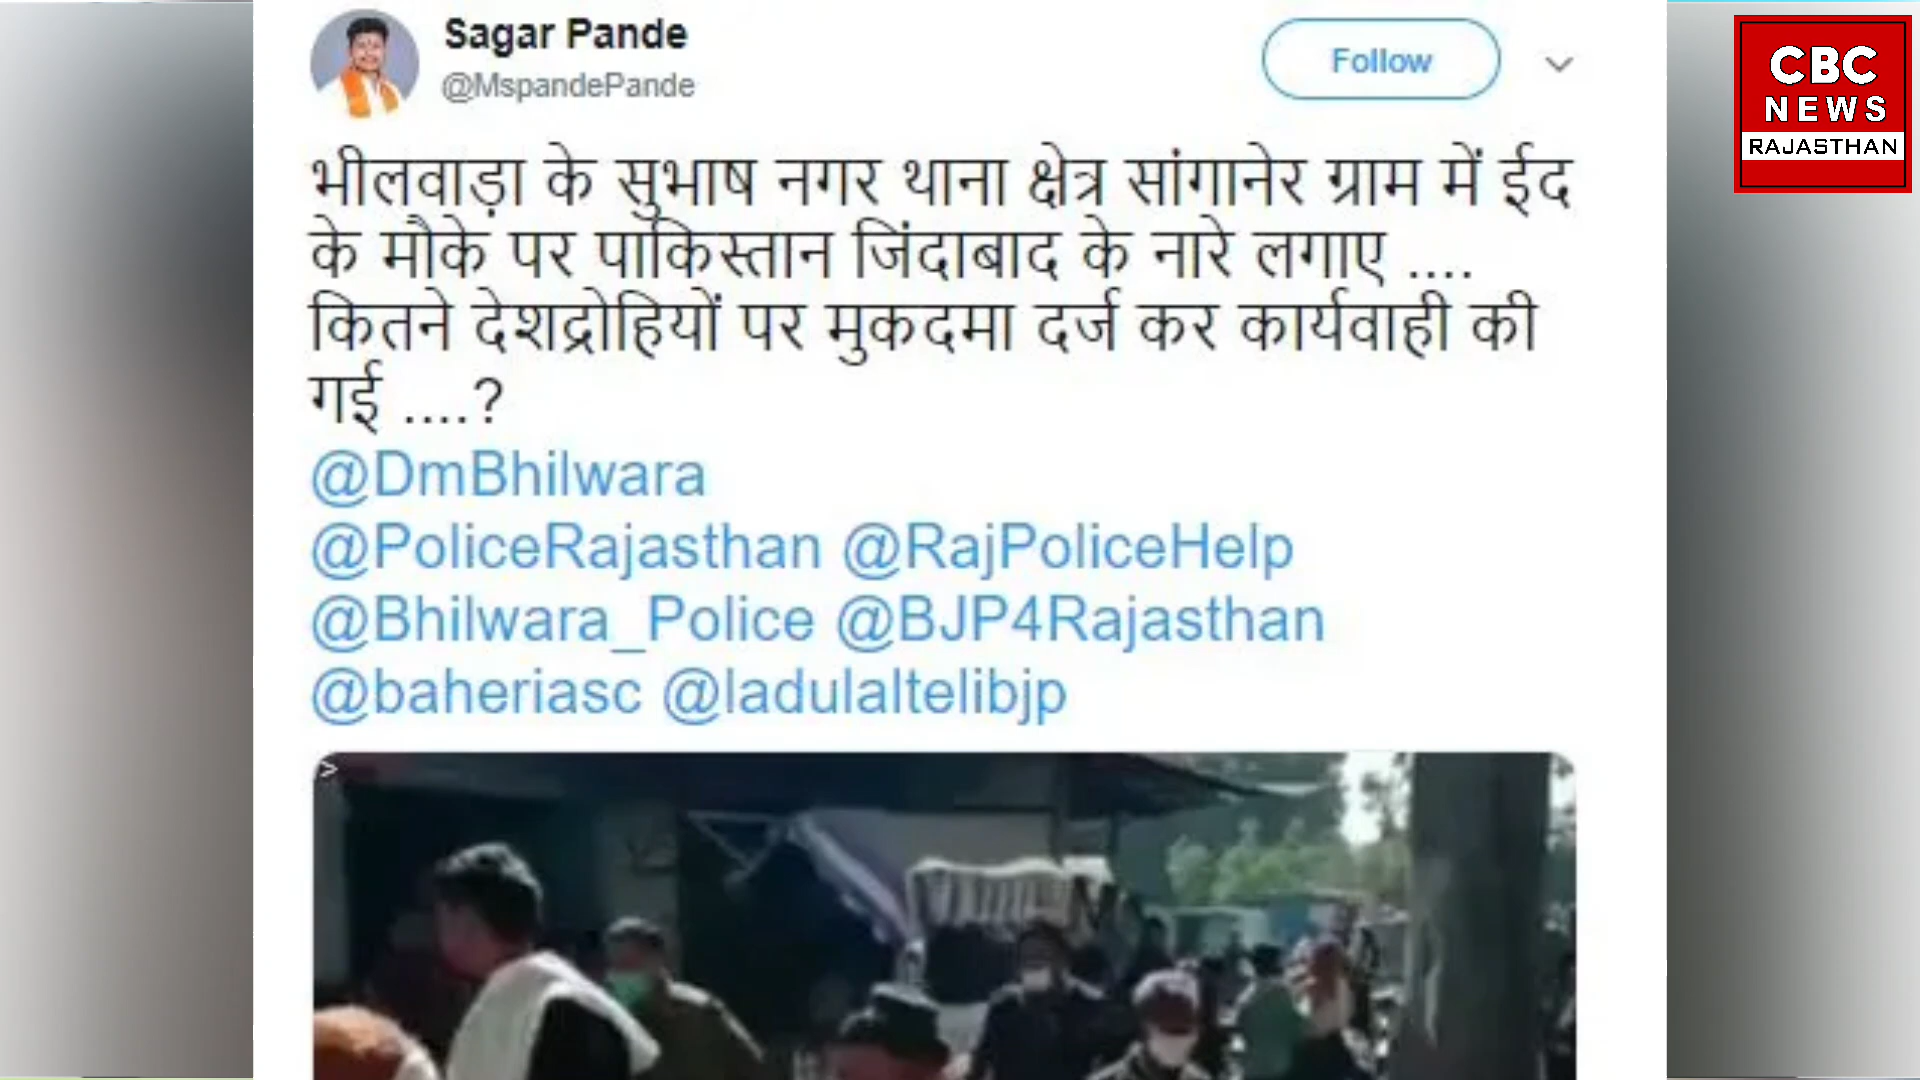 Sagar Pande
@MspandePande
Follow
CBC
NEWS
RAJASTHAN
भीलवाड़ा के सुभाष नगर थाना क्षेत्र सांगानेर ग्राम में ईद
के मौके पर पाकिस्तान जिंदाबाद के नारे लगाए ....
कितने देशद्रोहियों पर मुकदमा दर्ज कर कार्यवाही की
गई ....?
@DmBhilwara
@PoliceRajasthan @RajPoliceHelp
@Bhilwara_Police @BJP4Rajasthan
@baheriasc @ladulaltelibjp